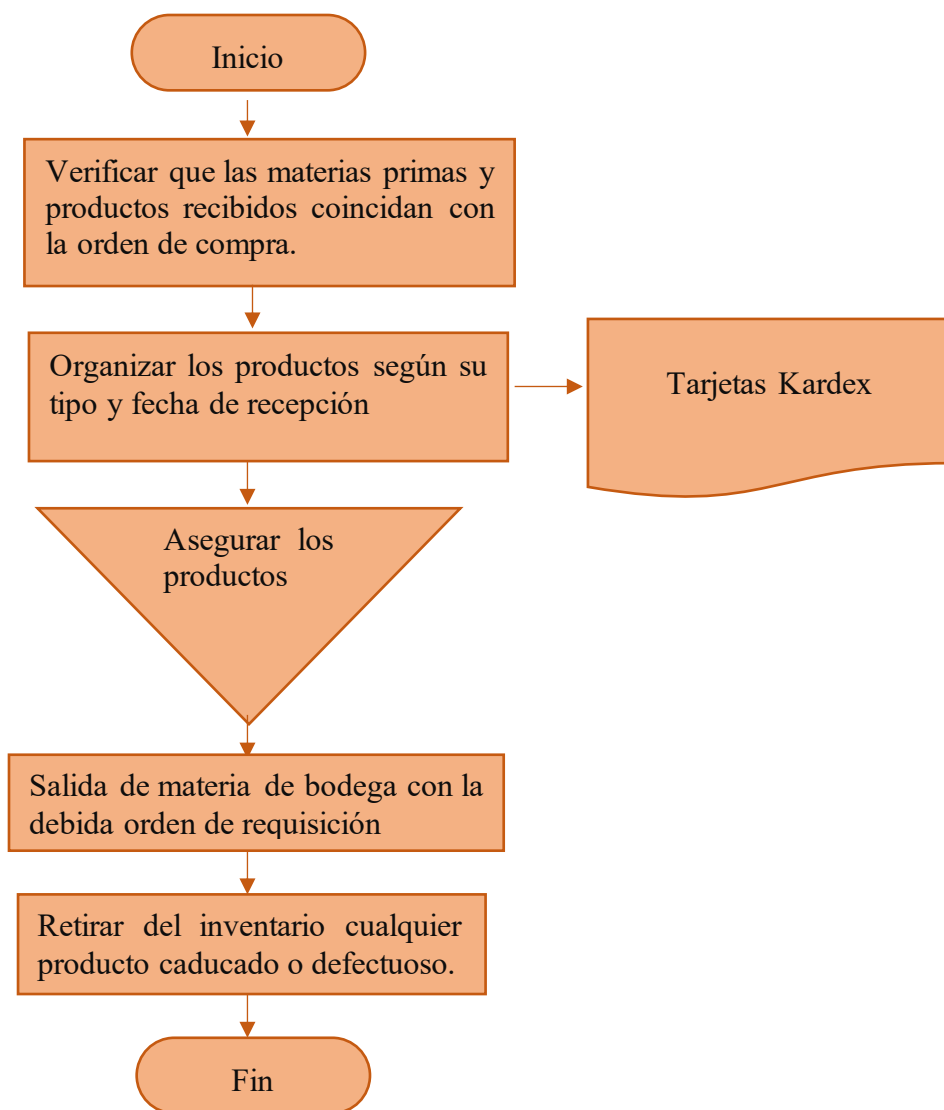 Inicio
Verificar que las materias primas y
productos recibidos coincidan con
la orden de compra.
Organizar los productos según su
tipo y fecha de recepción
Tarjetas Kardex
Asegurar los
productos
Salida de materia de bodega con la
debida orden de requisición
Retirar del inventario cualquier
producto caducado o defectuoso.
Fin